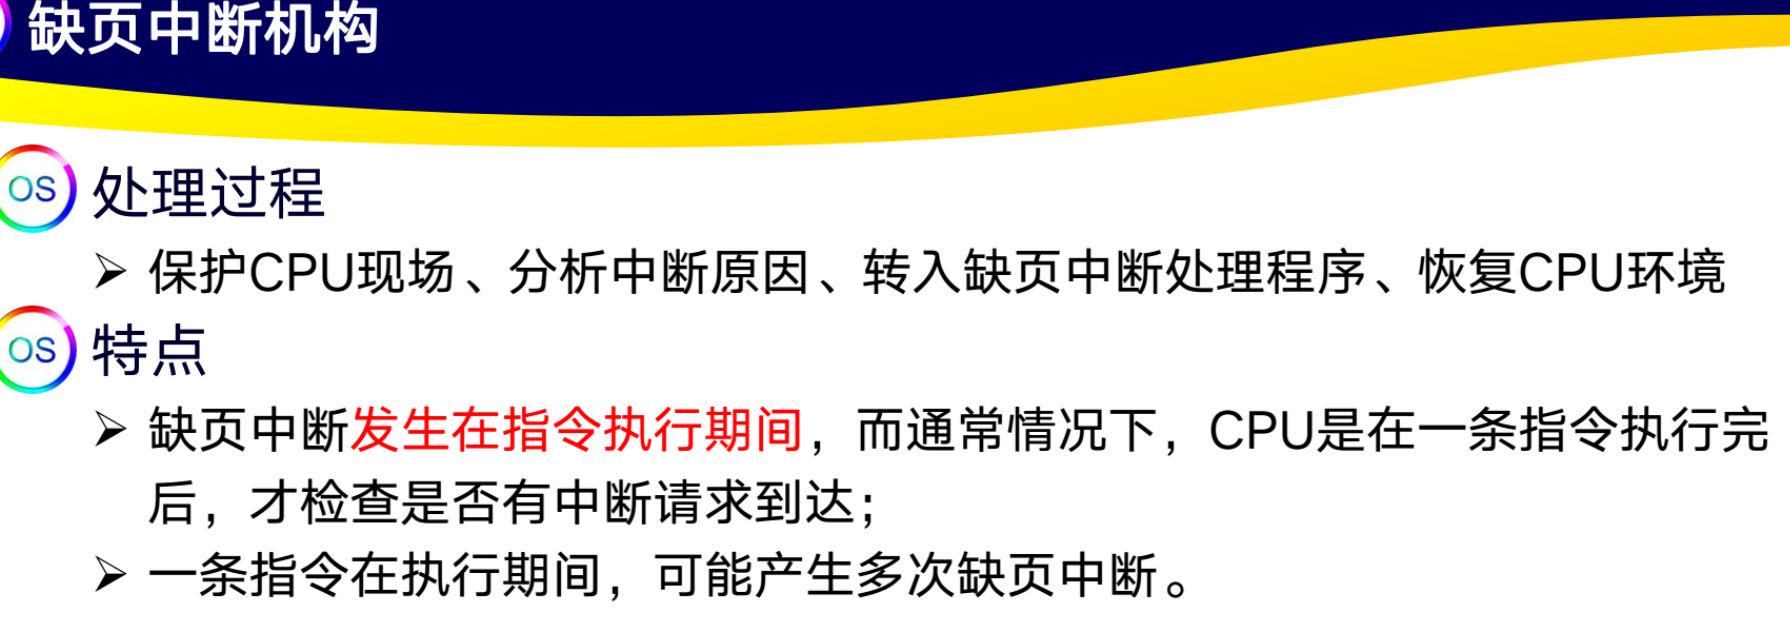 缺页中断机构
OS 处理过程
➢ 保护CPU现场、分析中断原因、转入缺页中断处理程序、恢复CPU环境
OS 特点
➢ 缺页中断发生在指令执行期间，而通常情况下，CPU是在一条指令执行完
后，才检查是否有中断请求到达；
➢ 一条指令在执行期间，可能产生多次缺页中断。